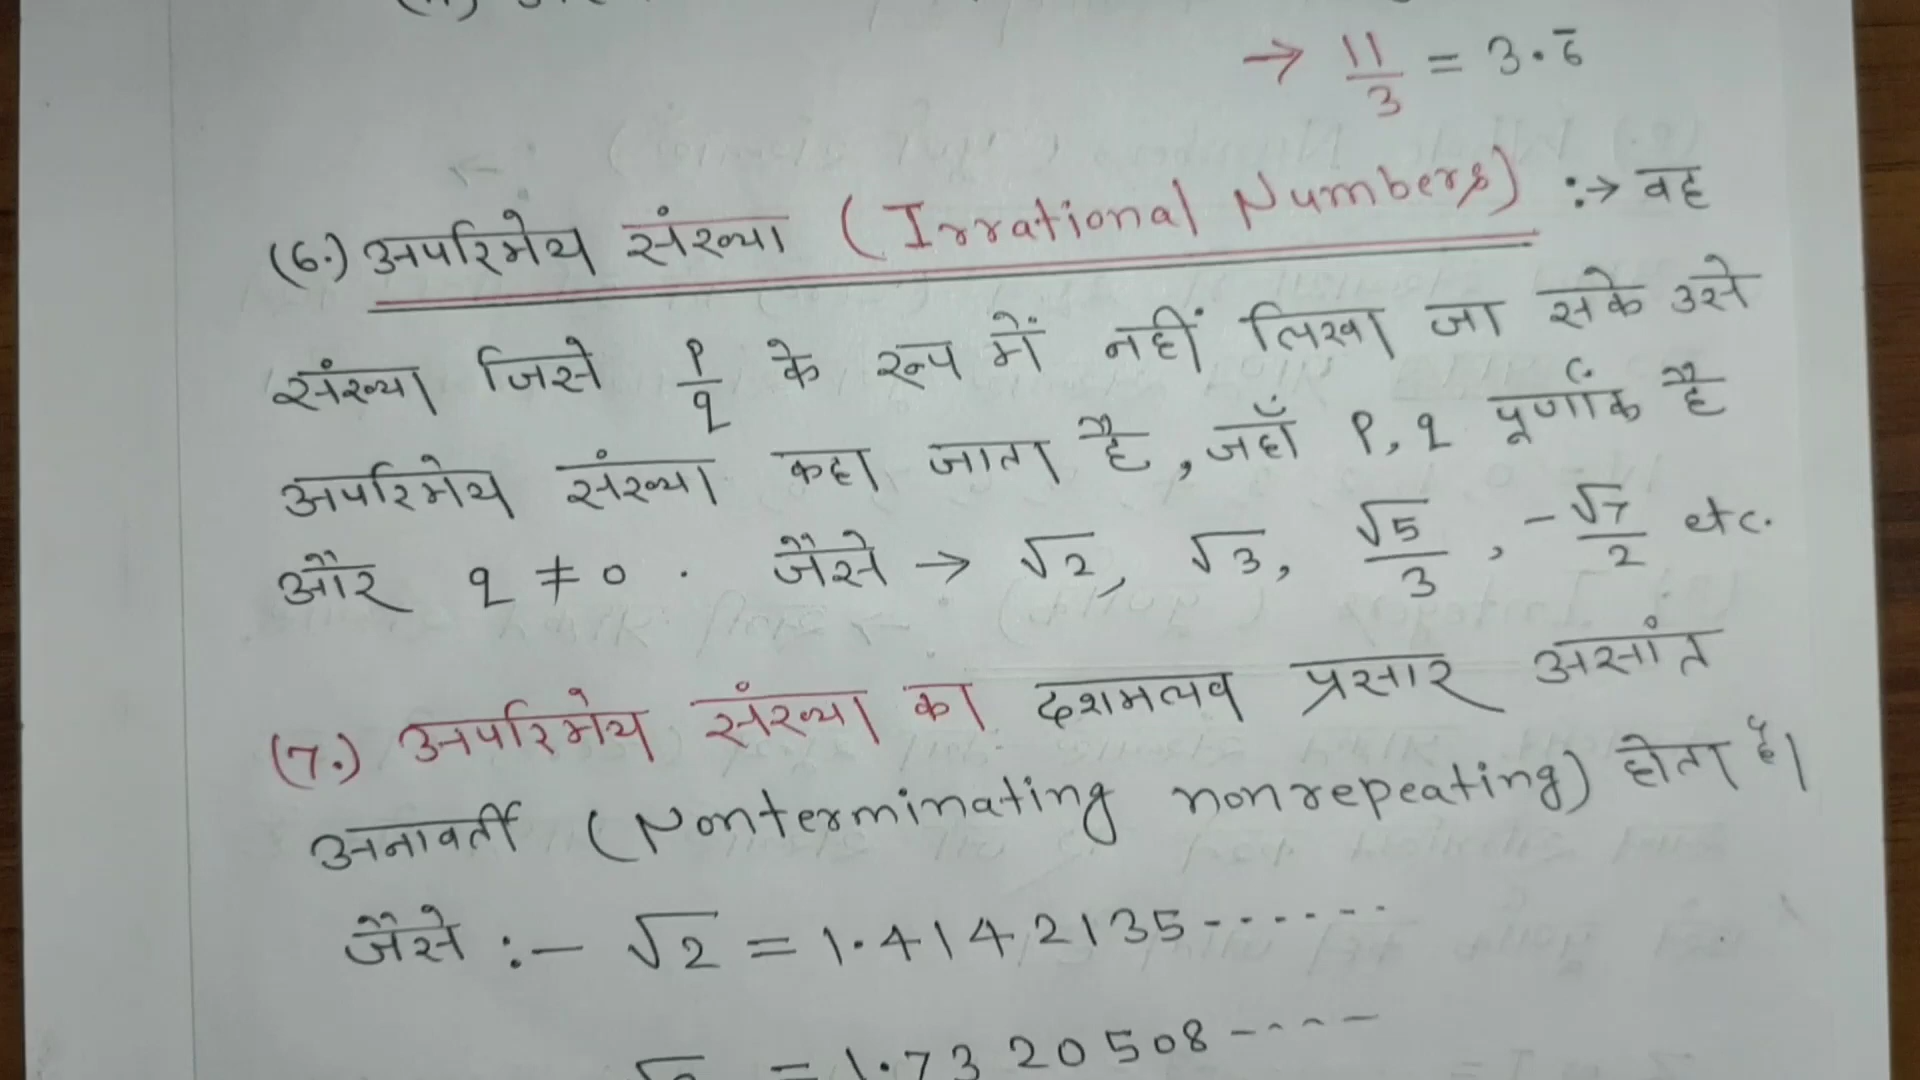 → 11/3 = 3.6̅
(6.) अपरिमेय संख्या (Irrational Numbers) :→ वह
संख्या जिसे p/q के रूप में नहीं लिखा जा सके उसे
अपरिमेय संख्या कहा जाता है, जहाँ p, q पूर्णांक है
और q ≠ 0 . जैसे → √2, √3, √5/3, -√7/2 etc.
(7.) अपरिमेय संख्या का दशमलव प्रसार असांत
अनावर्ती (Nonterminating nonrepeating) होता है।
जैसे :- √2 = 1.4142135------
= 1.7320508----